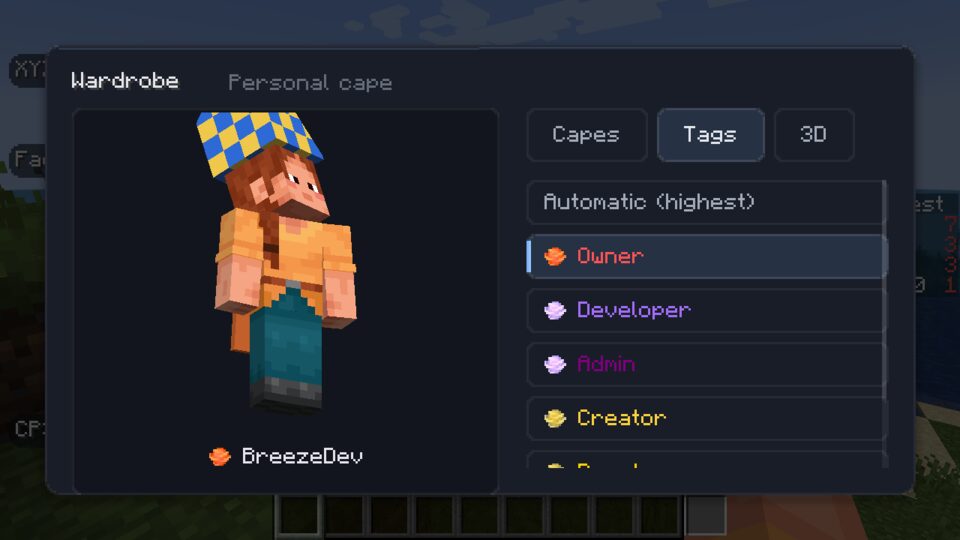 Wardrobe
Personal cape
Capes
Tags
3D
Automatic (highest)
Owner
Developer
Admin
Creator
BreezeDev